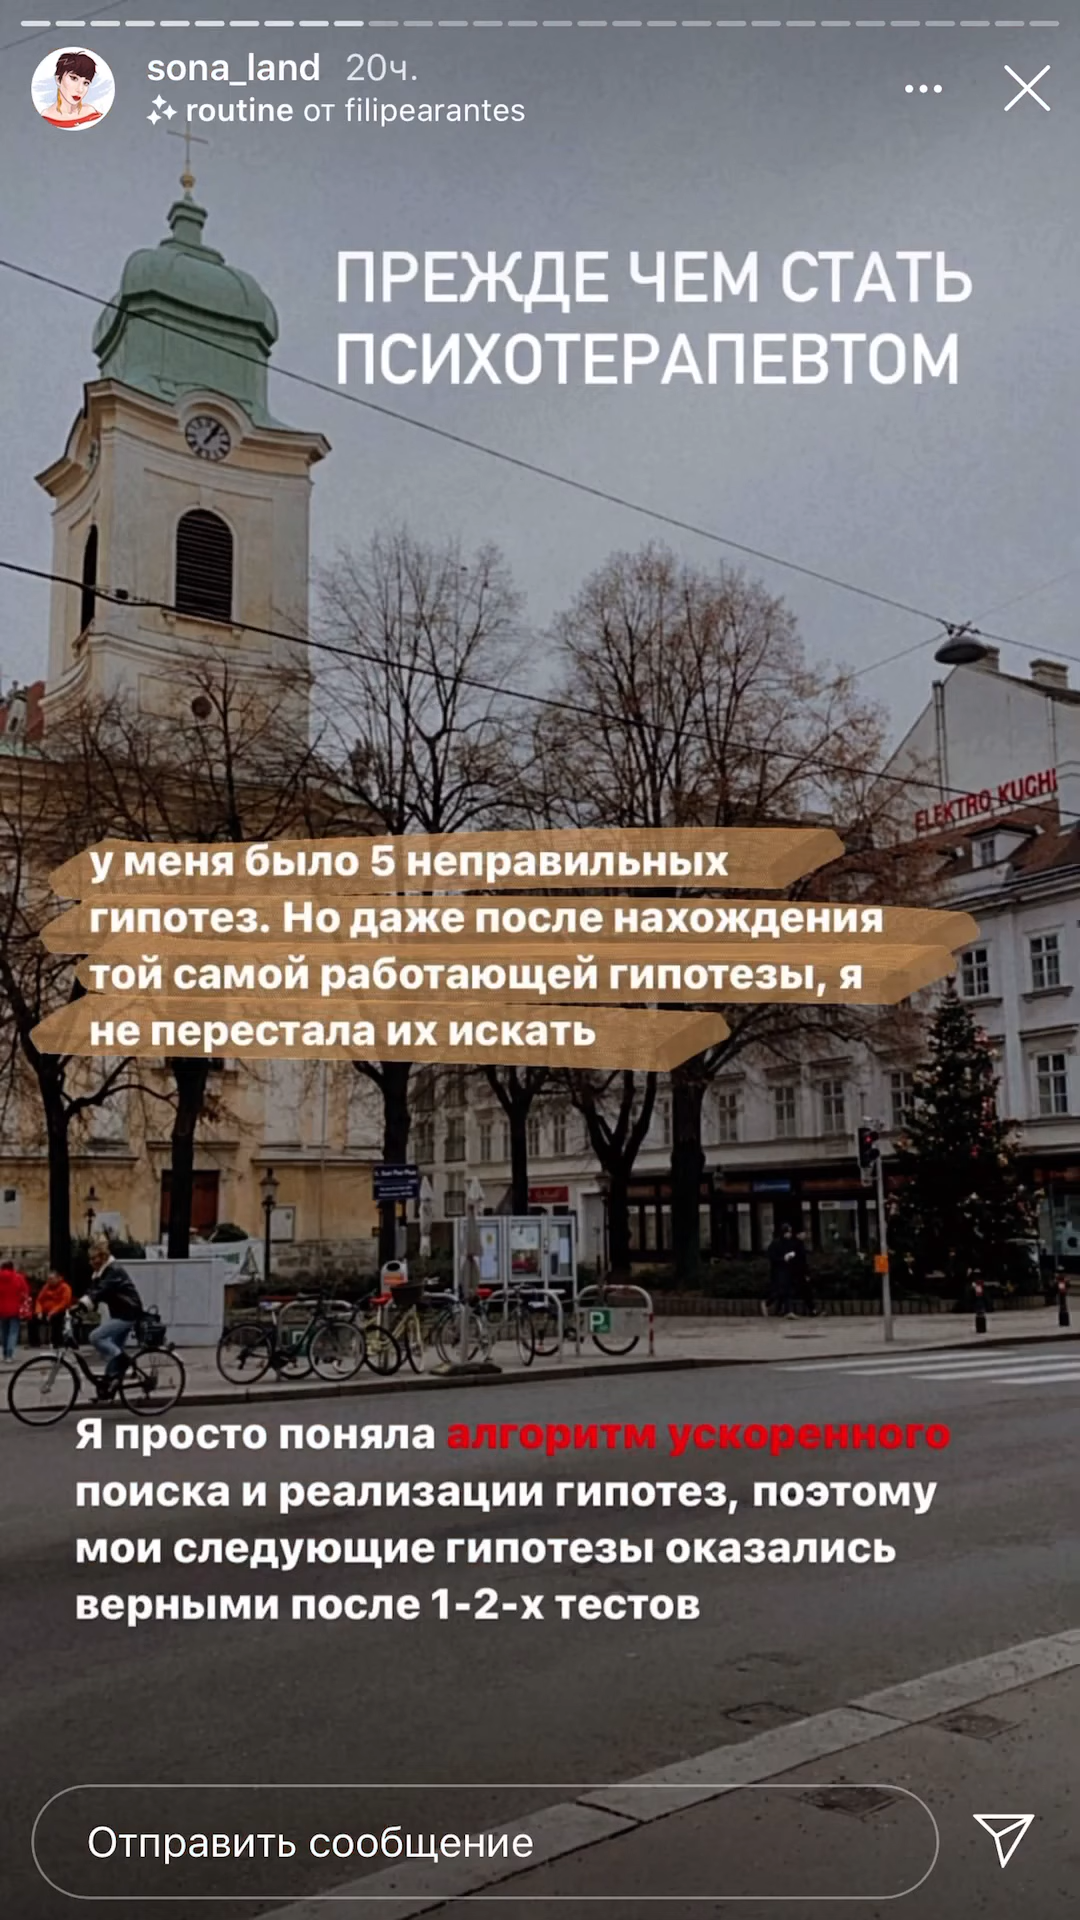 sona_land 20ч.
routine от filipearantes
ПРЕЖДЕ ЧЕМ СТАТЬ
ПСИХОТЕРАПЕВТОМ
ELEKTRO KUCHI
у меня было 5 неправильных
гипотез. Но даже после нахождения
той самой работающей гипотезы, я
не перестала их искать
P
Я просто поняла алгоритм ускоренного
поиска и реализации гипотез, поэтому
мои следующие гипотезы оказались
верными после 1-2-х тестов
Отправить сообщение